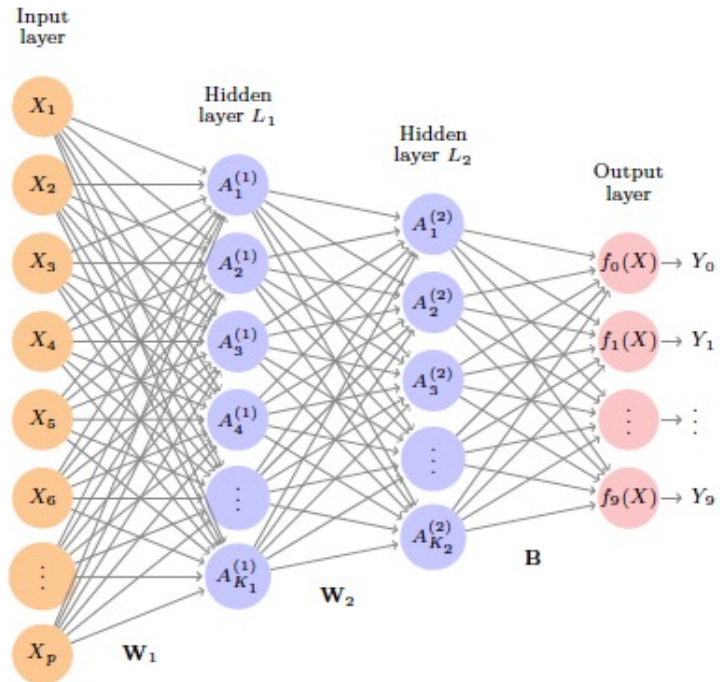 Input
layer
X₁
X₂
X₃
X₄
X₅
X₆
⋮
Xₚ
W₁
Hidden
layer L₁
A₁⁽¹⁾
A₂⁽¹⁾
A₃⁽¹⁾
A₄⁽¹⁾
⋮
A_{K₁}⁽¹⁾
W₂
Hidden
layer L₂
A₁⁽²⁾
A₂⁽²⁾
A₃⁽²⁾
⋮
A_{K₂}⁽²⁾
B
Output
layer
f₀(X) → Y₀
f₁(X) → Y₁
⋮ → ⋮
f₉(X) → Y₉